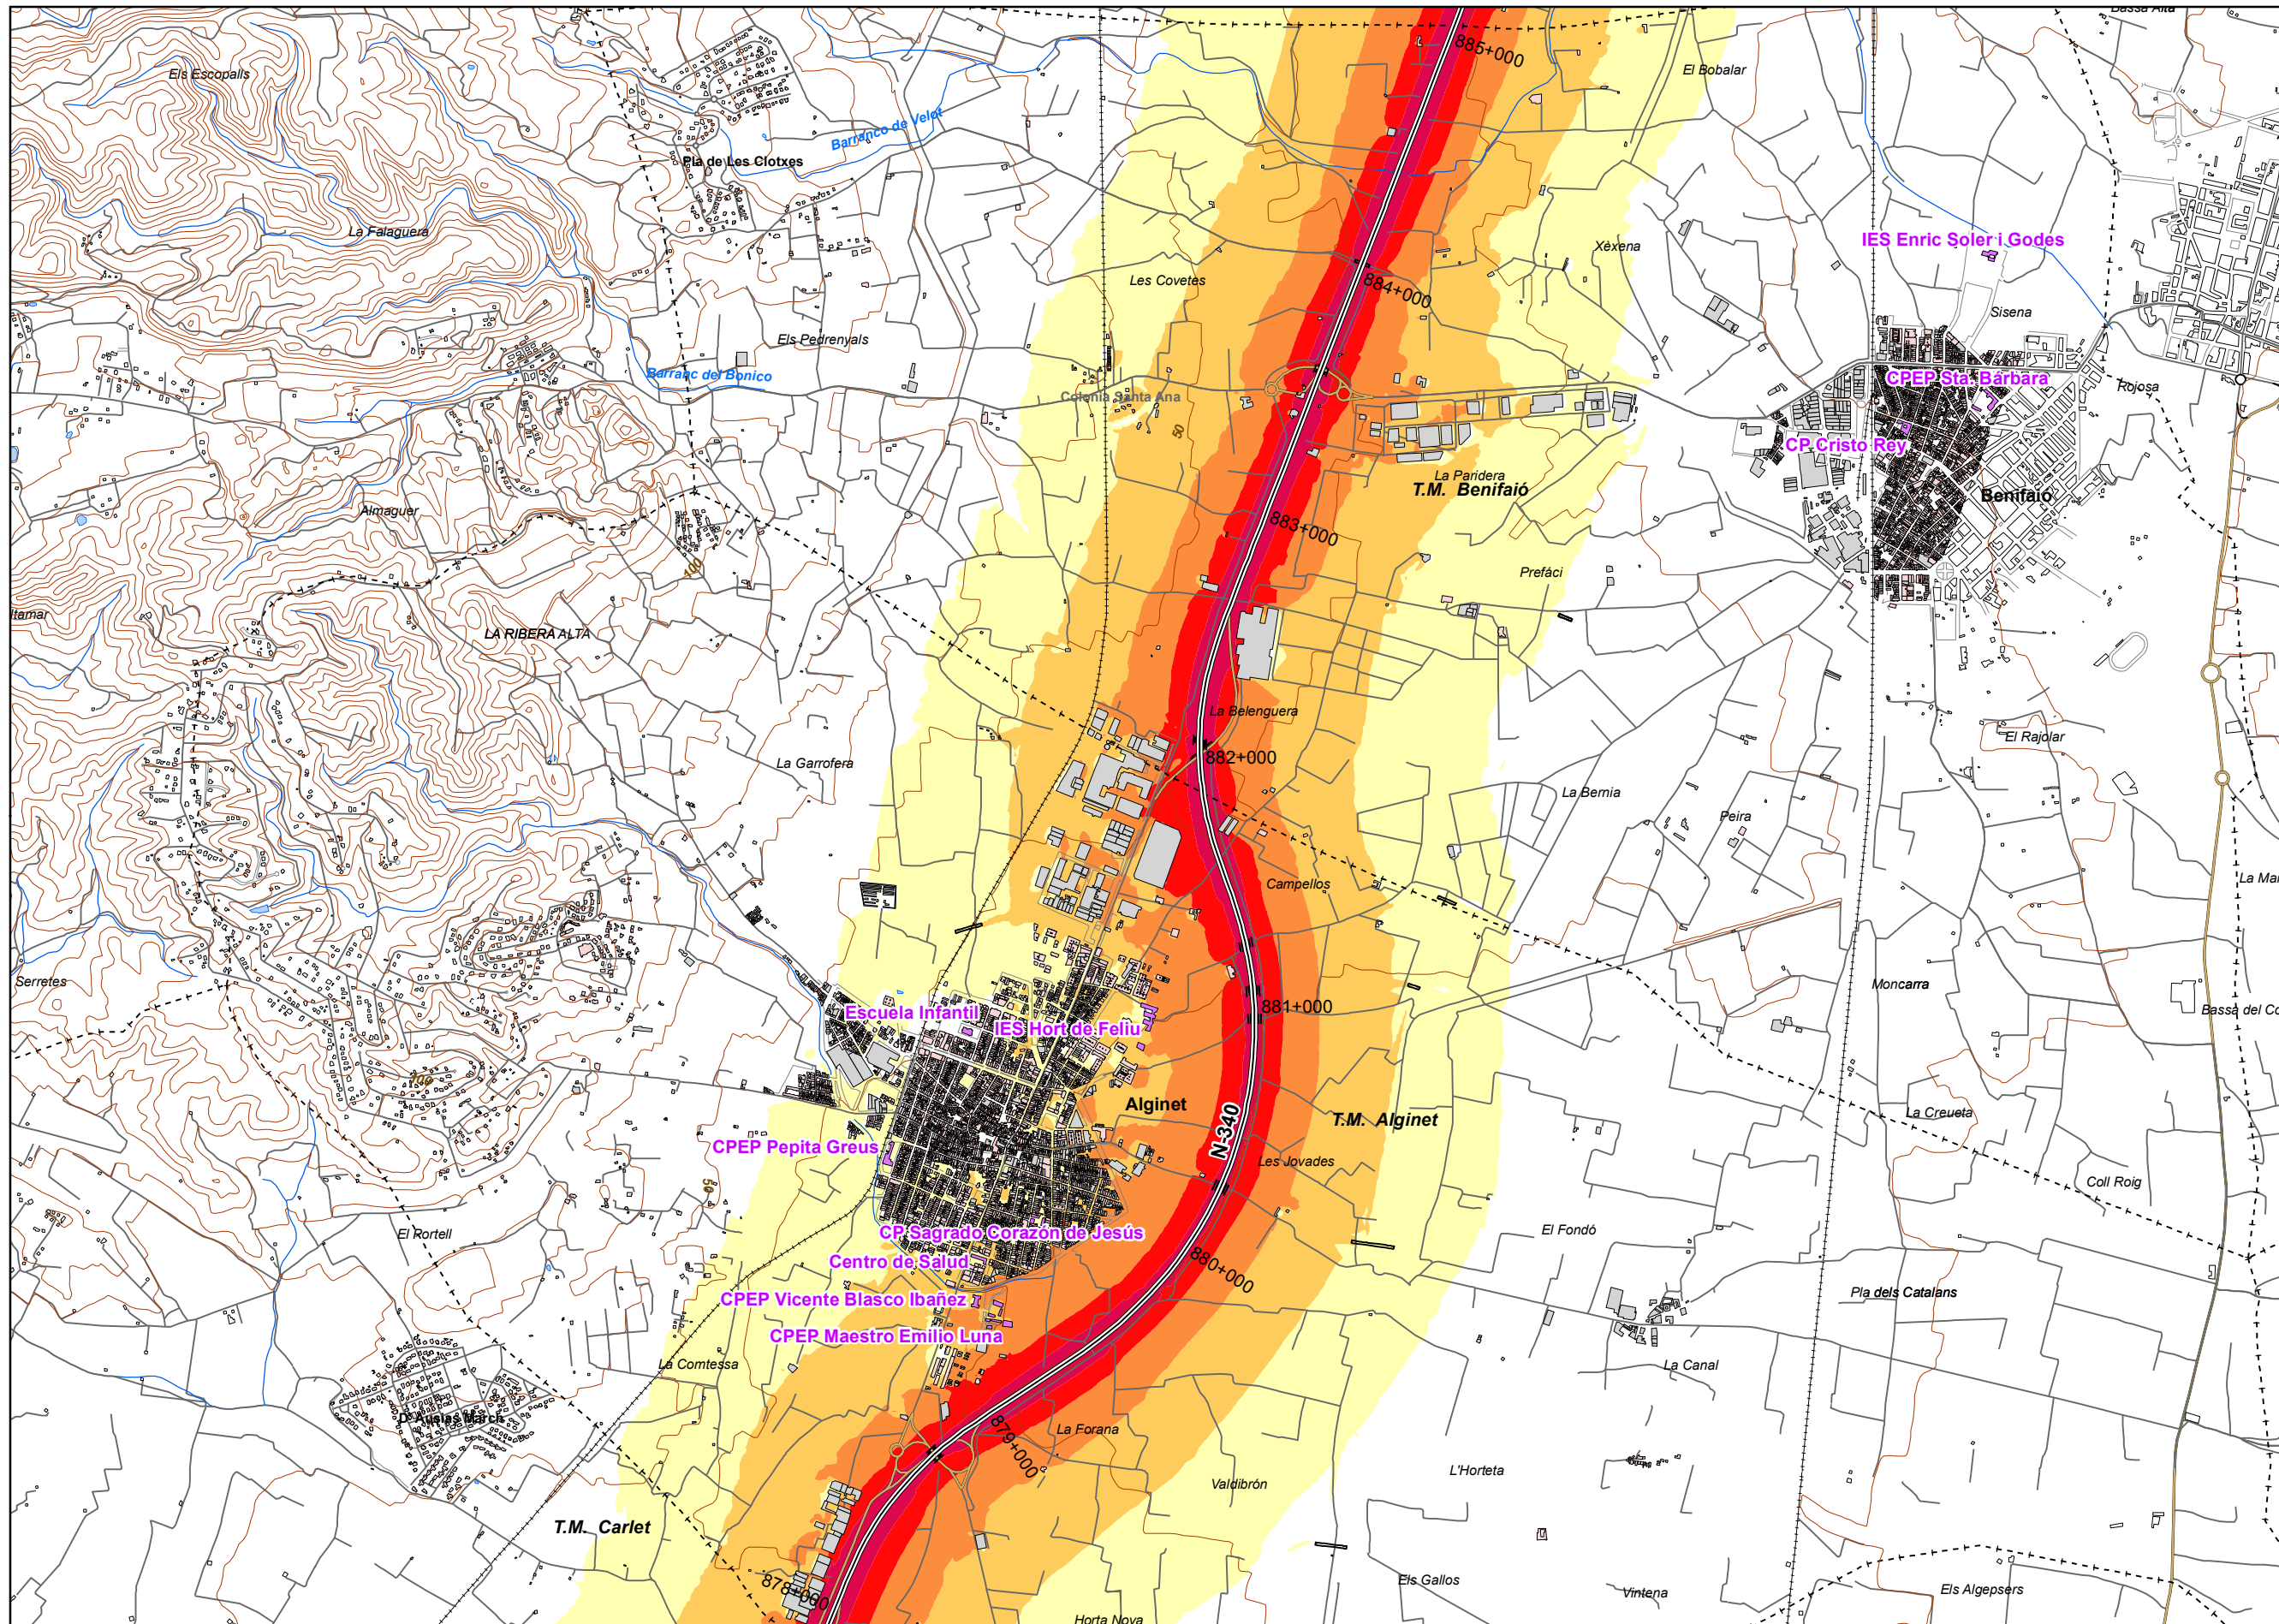 Bassa Alta
885+000
Els Escopalls
El Bobalar
Barranco de Velot
Pla de Les Clotxes
La Falaguera
IES Enric Soler i Godes
Xèxena
Les Covetes
884+000
Sisena
Els Pedrenyals
Barranc del Bonico
CPEP Sta. Bárbara
Rojosa
Colonia Santa Ana
50
CP Cristo Rey
La Paridera
T.M. Benifaió
Benifaió
Almaguer
883+000
100
Prefáci
ltamar
LA RIBERA ALTA
La Belenguera
El Rajolar
882+000
La Garrofera
La Bernia
Peira
Campellos
La Mar
Serretes
Moncarra
881+000
Bassa del Co
Escuela Infantil
IES Hort de Feliu
100
Alginet
T.M. Alginet
La Creueta
N-340
CPEP Pepita Greus
Les Jovades
50
Coll Roig
El Portell
CP Sagrado Corazón de Jesús
El Fondó
Centro de Salud
880+000
CPEP Vicente Blasco Ibañez
Pla dels Catalans
CPEP Maestro Emilio Luna
La Comtessa
La Canal
D' Ausias March
879+000
La Forana
L'Horteta
Valdibrón
T.M. Carlet
878+000
Els Gallos
Vintena
Els Algepsers
Horta Nova